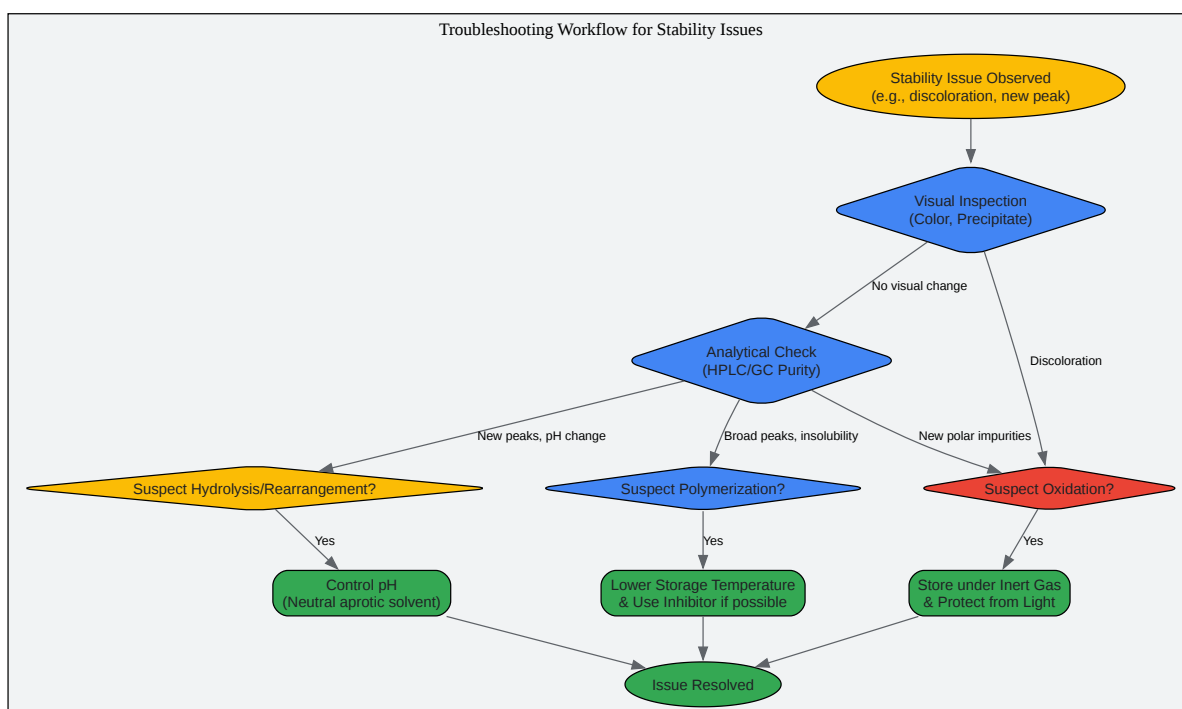 Troubleshooting Workflow for Stability Issues
Stability Issue Observed
(e.g., discoloration, new peak)
Visual Inspection
(Color, Precipitate)
No visual change
Discoloration
Analytical Check
(HPLC/GC Purity)
New peaks, pH change
Broad peaks, insolubility
New polar impurities
Suspect Hydrolysis/Rearrangement?
Suspect Polymerization?
Suspect Oxidation?
Yes
Yes
Yes
Control pH
(Neutral aprotic solvent)
Lower Storage Temperature
& Use Inhibitor if possible
Store under Inert Gas
& Protect from Light
Issue Resolved